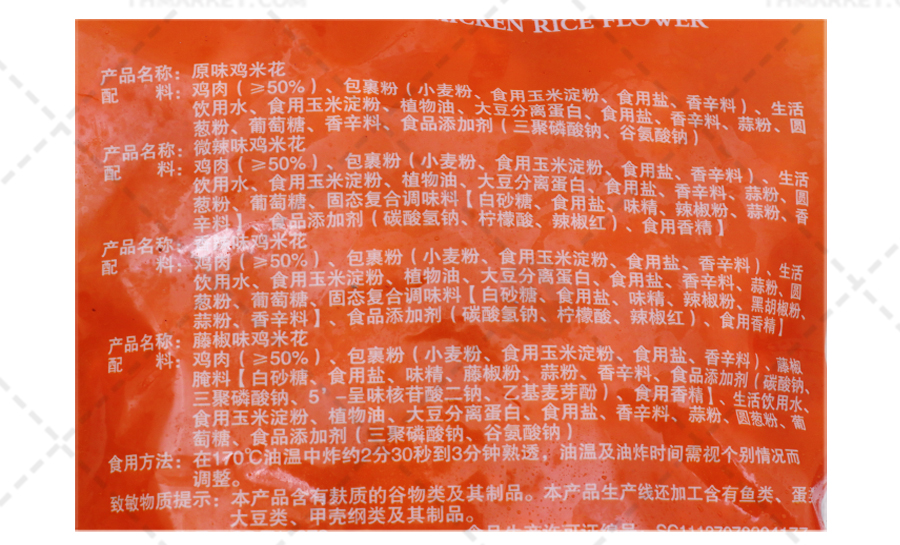 CHICKEN RICE FLOWER
产品名称：原味鸡米花
配 料：鸡肉（≥50%）、包裹粉（小麦粉、食用玉米淀粉、食用盐、香辛料）、生活
饮用水、食用玉米淀粉、植物油、大豆分离蛋白、食用盐、香辛料、蒜粉、圆
葱粉、葡萄糖、香辛料、食品添加剂（三聚磷酸钠、谷氨酸钠）
产品名称：微辣味鸡米花
配 料：鸡肉（≥50%）、包裹粉（小麦粉、食用玉米淀粉、食用盐、香辛料）、生活
饮用水、食用玉米淀粉、植物油、大豆分离蛋白、食用盐、香辛料、蒜粉、圆
葱粉、葡萄糖、固态复合调味料【白砂糖、食用盐、味精、辣椒粉、蒜粉、香
辛料】、食品添加剂（碳酸氢钠、柠檬酸、辣椒红）、食用香精】
产品名称：辣味鸡米花
配 料：鸡肉（≥50%）、包裹粉（小麦粉、食用玉米淀粉、食用盐、香辛料）、生活
饮用水、食用玉米淀粉、植物油、大豆分离蛋白、食用盐、香辛料、蒜粉、圆
葱粉、葡萄糖、固态复合调味料【白砂糖、食用盐、味精、辣椒粉、黑胡椒粉、
蒜粉、香辛料】、食品添加剂（碳酸氢钠、柠檬酸、辣椒红）、食用香精】
产品名称：藤椒味鸡米花
配 料：鸡肉（≥50%）、包裹粉（小麦粉、食用玉米淀粉、食用盐、香辛料）、藤椒
腌料【白砂糖、食用盐、味精、藤椒粉、蒜粉、香辛料、食品添加剂（碳酸钠、
三聚磷酸钠、5′-呈味核苷酸二钠、乙基麦芽酚）、食用香精】、生活饮用水、
食用玉米淀粉、植物油、大豆分离蛋白、食用盐、香辛料、蒜粉、圆葱粉、葡
萄糖、食品添加剂（三聚磷酸钠、谷氨酸钠）
食用方法：在170℃油温中炸约2分30秒到3分钟熟透，油温及油炸时间需视个别情况而
调整。
致敏物质提示：本产品含有麸质的谷物类及其制品。本产品生产线还加工含有鱼类、蛋类
大豆类、甲壳纲类及其制品。